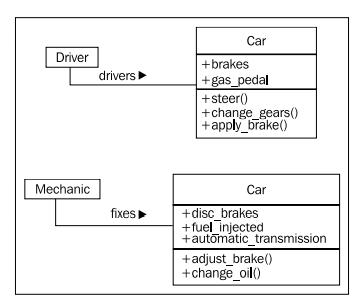 Car
Driver
+brakes
+gas_pedal
drivers ▶
+steer()
+change_gears()
+apply_brake()
Mechanic
Car
fixes ▶
+disc_brakes
+fuel_injected
+automatic_transmission
+adjust_brake()
+change_oil()